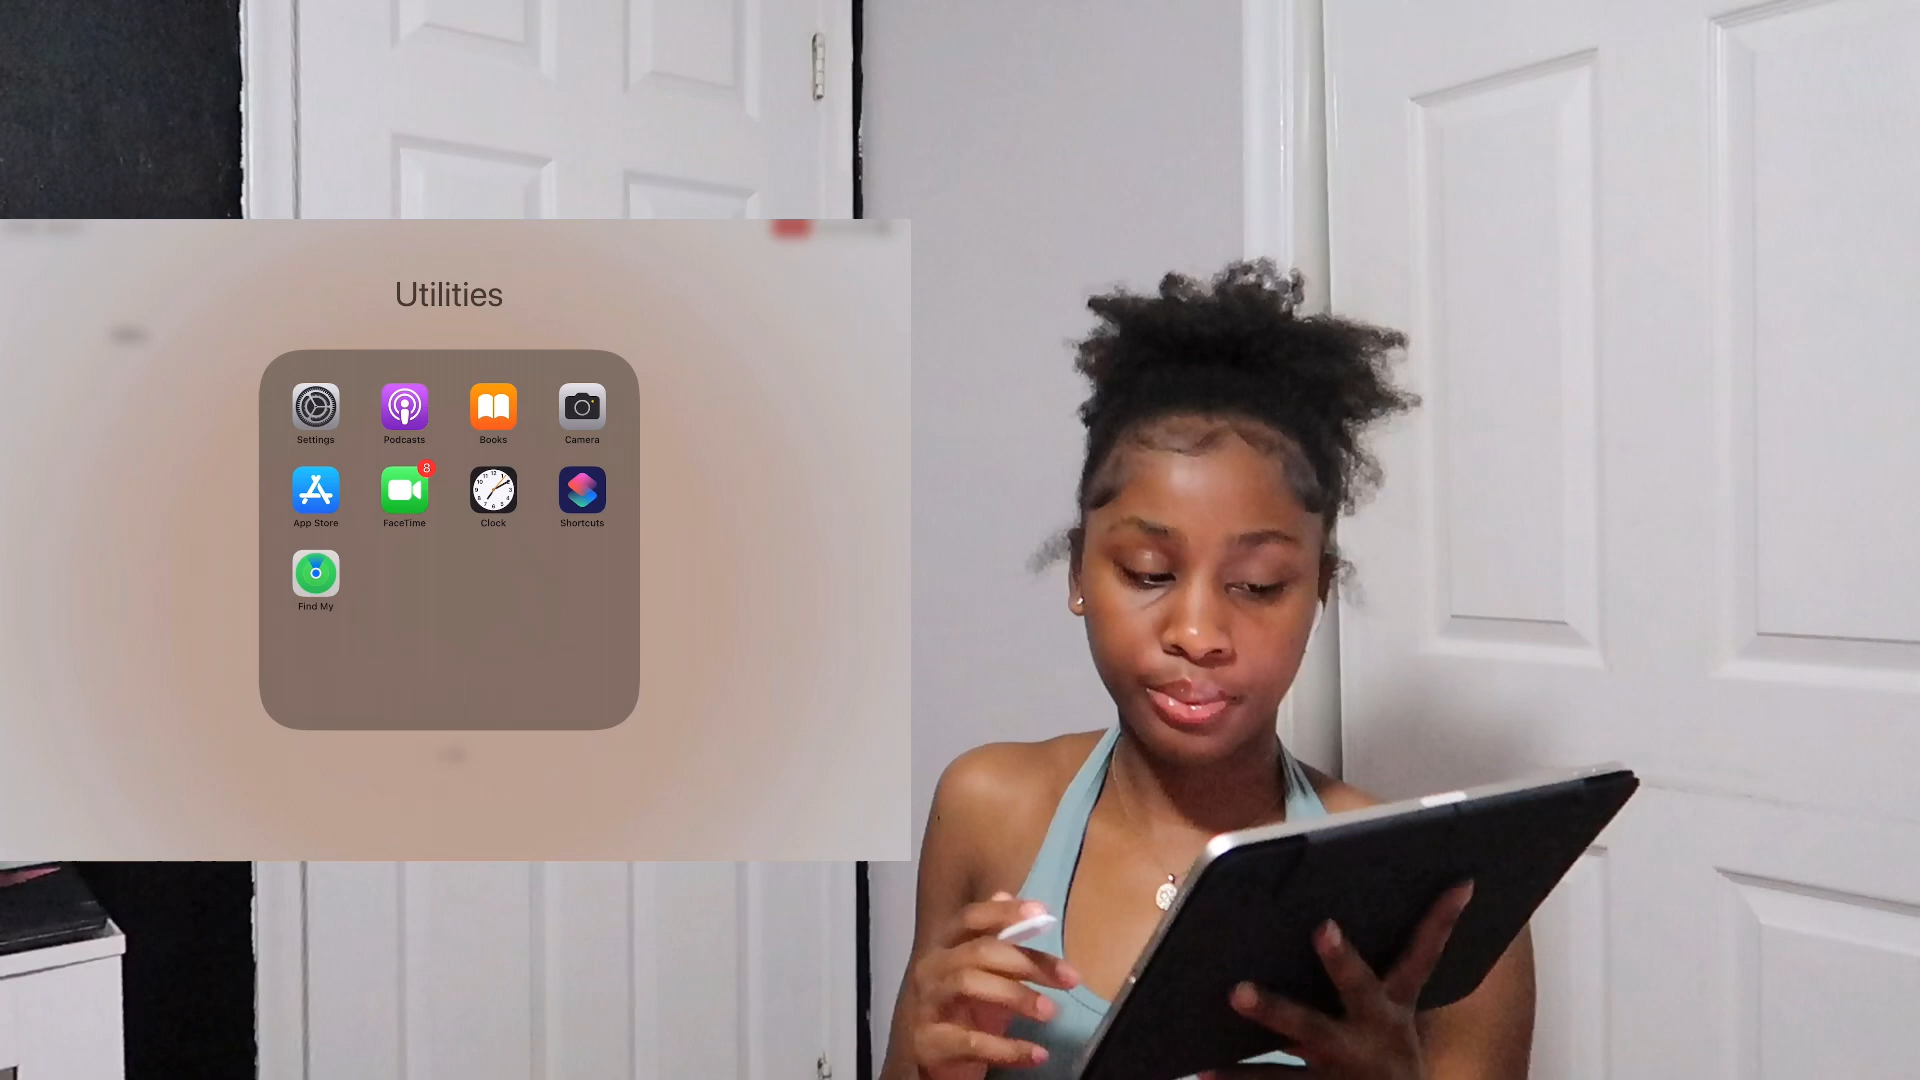 Utilities
Settings Podcasts Books Camera
8
App Store FaceTime Clock Shortcuts
Find My